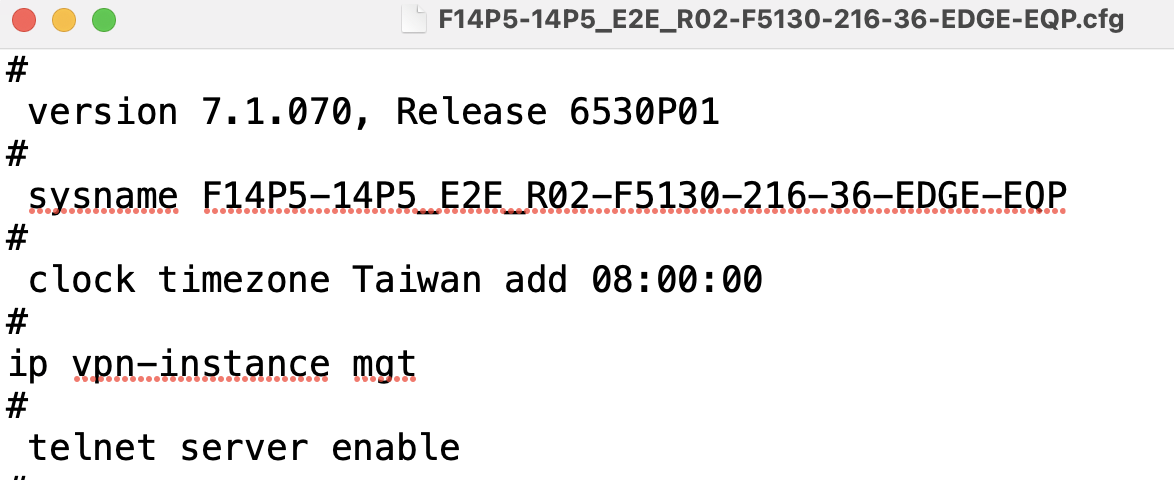 F14P5-14P5_E2E_R02-F5130-216-36-EDGE-EQP.cfg
#
version 7.1.070, Release 6530P01
#
sysname F14P5-14P5_E2E_R02-F5130-216-36-EDGE-EQP
#
clock timezone Taiwan add 08:00:00
#
ip vpn-instance mgt
#
telnet server enable
#